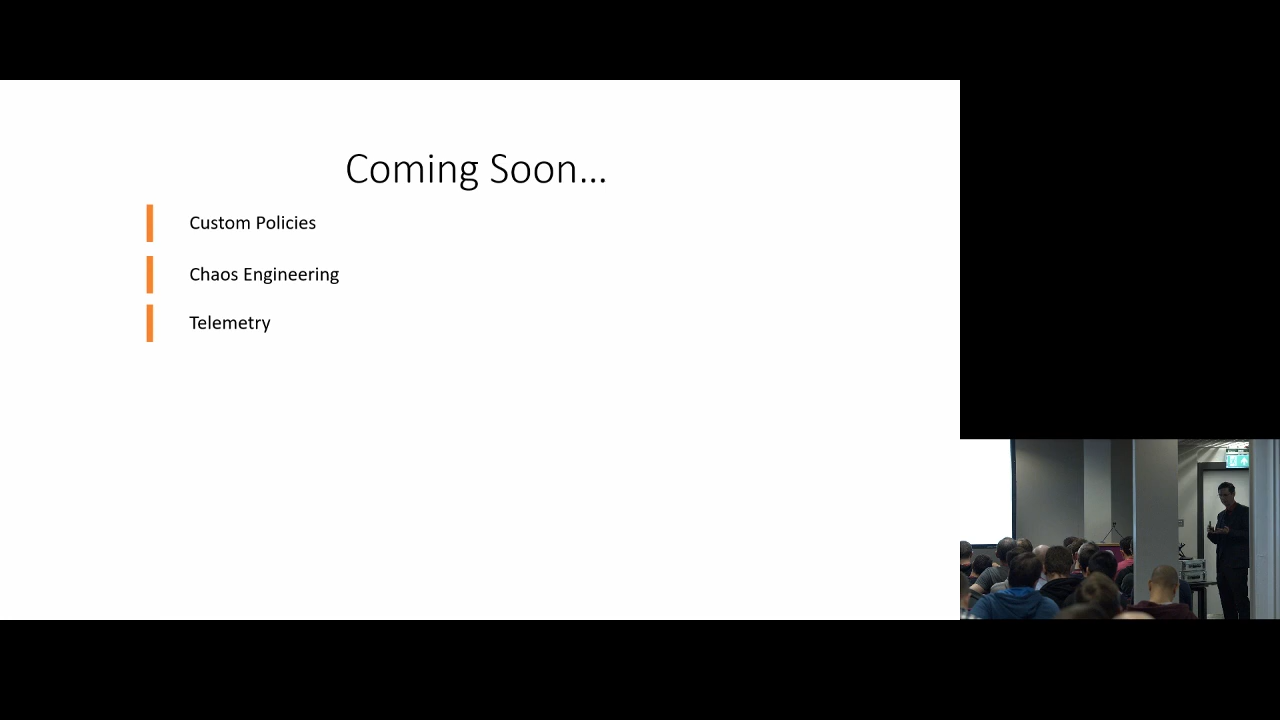 Coming Soon...
Custom Policies
Chaos Engineering
Telemetry